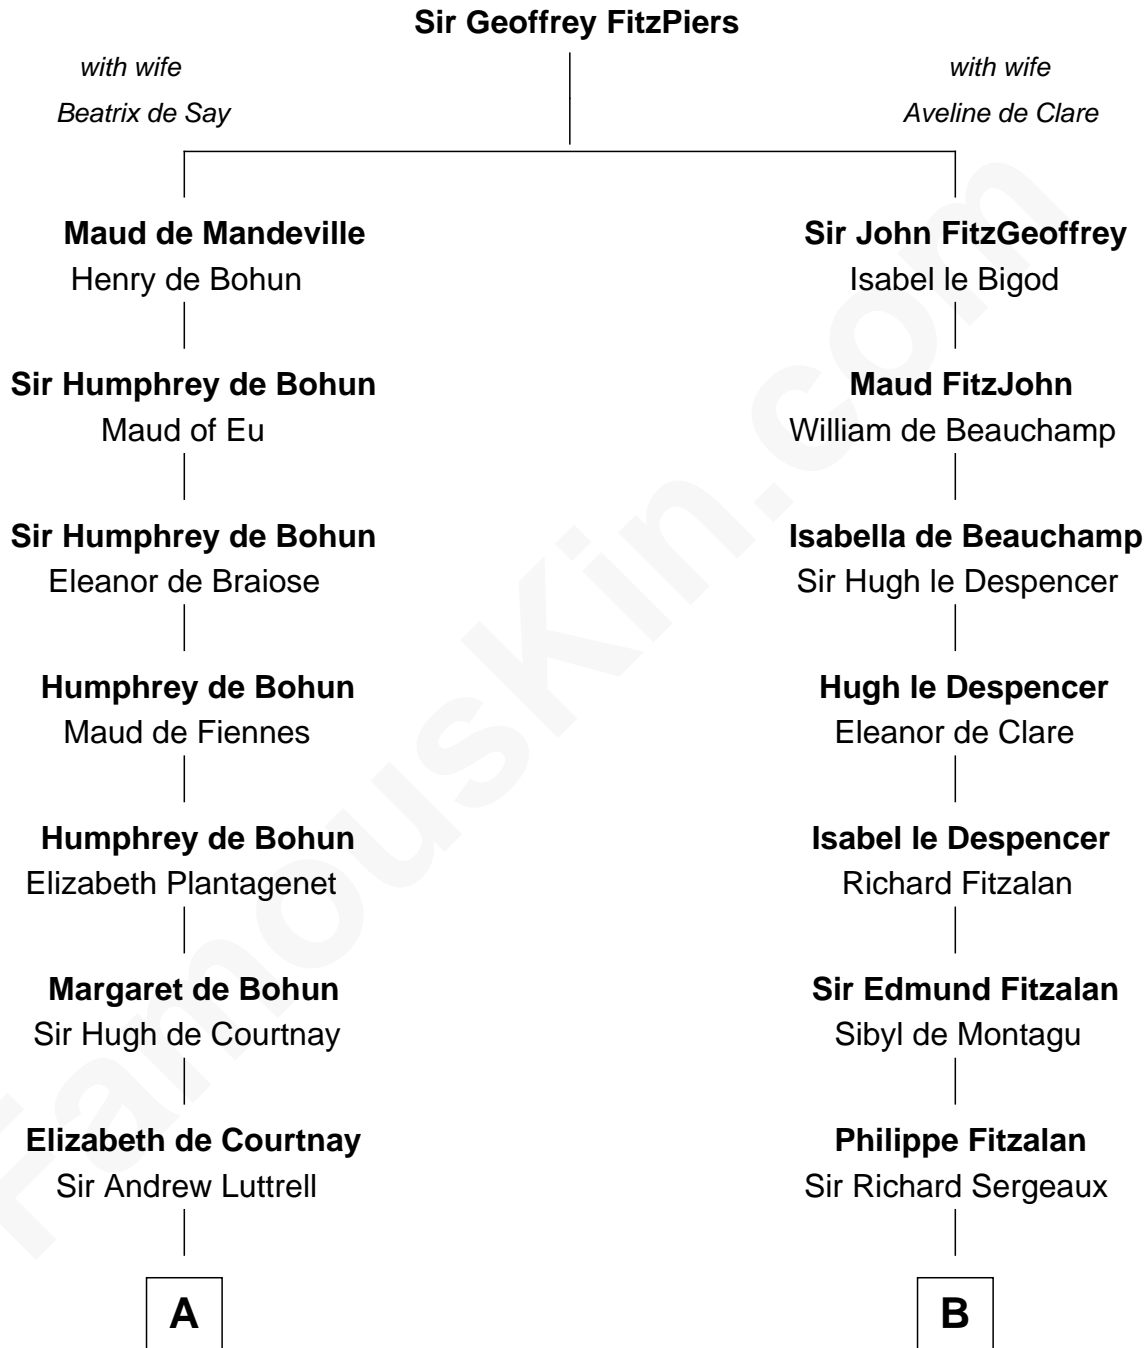 Sir Geoffrey FitzPiers
with wife
Beatrix de Say
with wife
Aveline de Clare
Maud de Mandeville
Henry de Bohun
Sir John FitzGeoffrey
Isabel le Bigod
Sir Humphrey de Bohun
Maud of Eu
Maud FitzJohn
William de Beauchamp
Sir Humphrey de Bohun
Eleanor de Braiose
Isabella de Beauchamp
Sir Hugh le Despencer
Humphrey de Bohun
Maud de Fiennes
Hugh le Despencer
Eleanor de Clare
Humphrey de Bohun
Elizabeth Plantagenet
Isabel le Despencer
Richard Fitzalan
Margaret de Bohun
Sir Hugh de Courtnay
Sir Edmund Fitzalan
Sibyl de Montagu
Elizabeth de Courtnay
Sir Andrew Luttrell
Philippe Fitzalan
Sir Richard Sergeaux
A
B
FamousKin.com